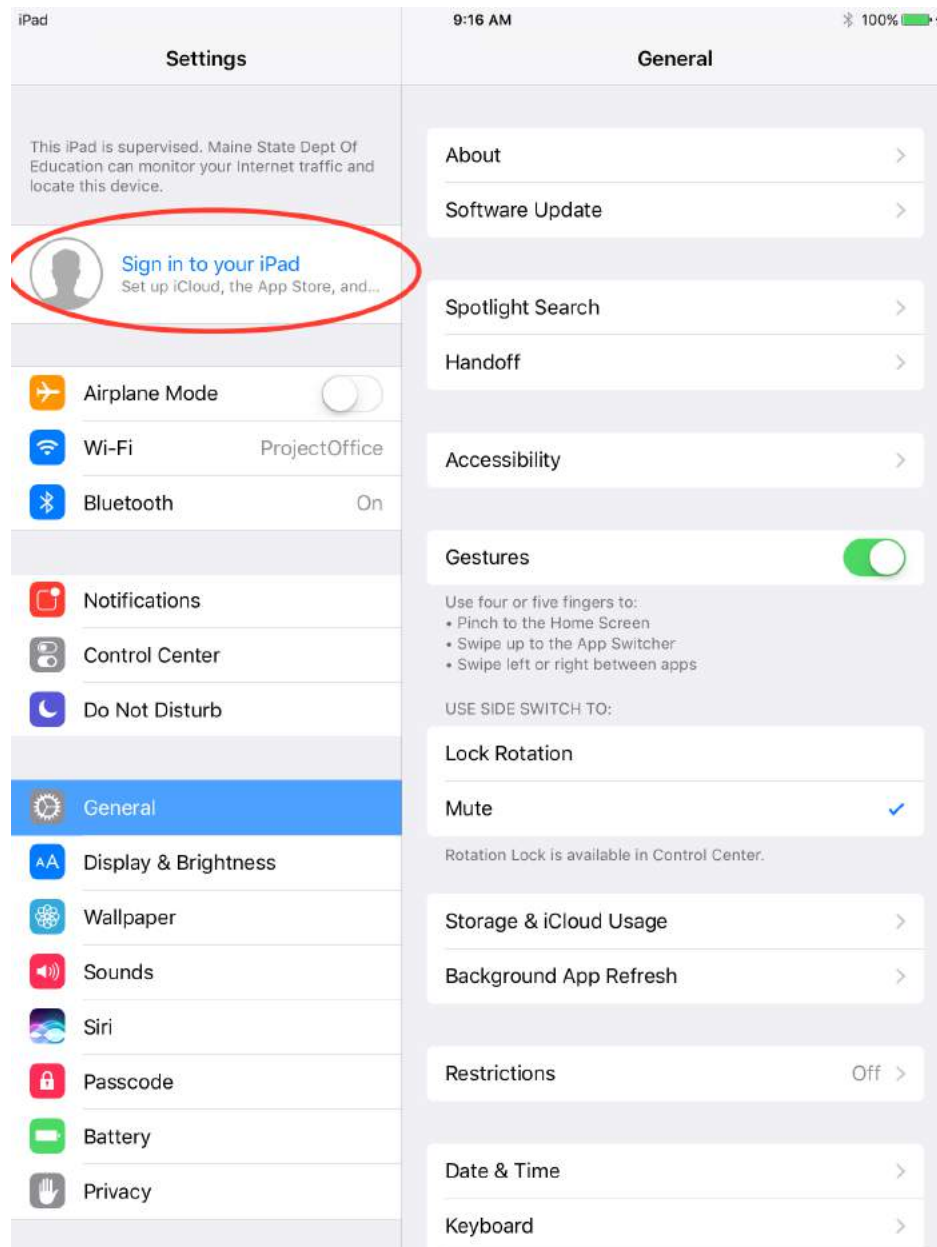 iPad
9:16 AM
100%
Settings
General
This iPad is supervised. Maine State Dept Of
Education can monitor your Internet traffic and
locate this device.
Sign in to your iPad
Set up iCloud, the App Store, and...
Airplane Mode
Wi-Fi ProjectOffice
Bluetooth On
Notifications
Control Center
Do Not Disturb
General
Display & Brightness
Wallpaper
Sounds
Siri
Passcode
Battery
Privacy
About
Software Update
Spotlight Search
Handoff
Accessibility
Gestures
Use four or five fingers to:
• Pinch to the Home Screen
• Swipe up to the App Switcher
• Swipe left or right between apps
USE SIDE SWITCH TO:
Lock Rotation
Mute
Rotation Lock is available in Control Center.
Storage & iCloud Usage
Background App Refresh
Restrictions Off
Date & Time
Keyboard